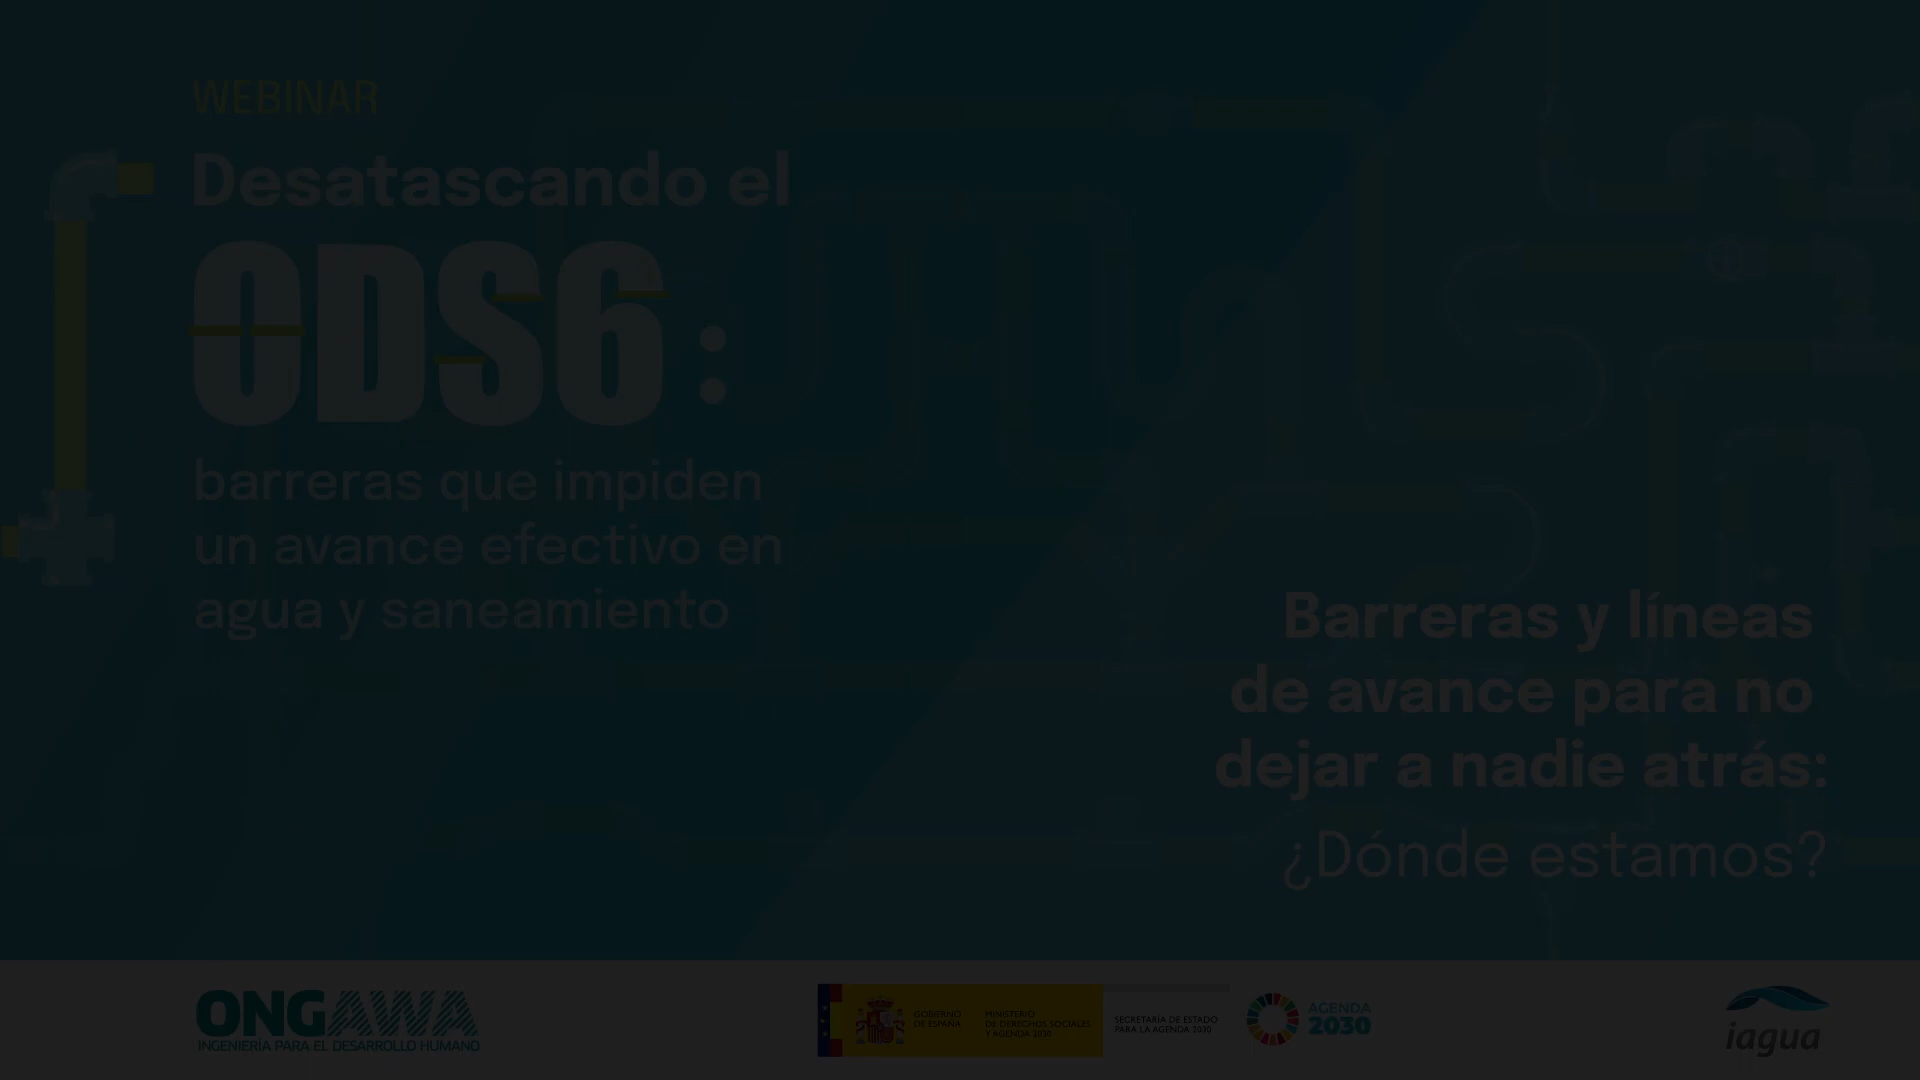 WEBINAR
Desatascando el
ODS6:
barreras que impiden
un avance efectivo en
agua y saneamiento
Barreras y líneas
de avance para no
dejar a nadie atrás:
¿Dónde estamos?
ONGAWA
INGENIERÍA PARA EL DESARROLLO HUMANO
GOBIERNO
DE ESPAÑA
MINISTERIO
DE DERECHOS SOCIALES
Y AGENDA 2030
SECRETARÍA DE ESTADO
PARA LA AGENDA 2030
AGENDA
2030
iagua